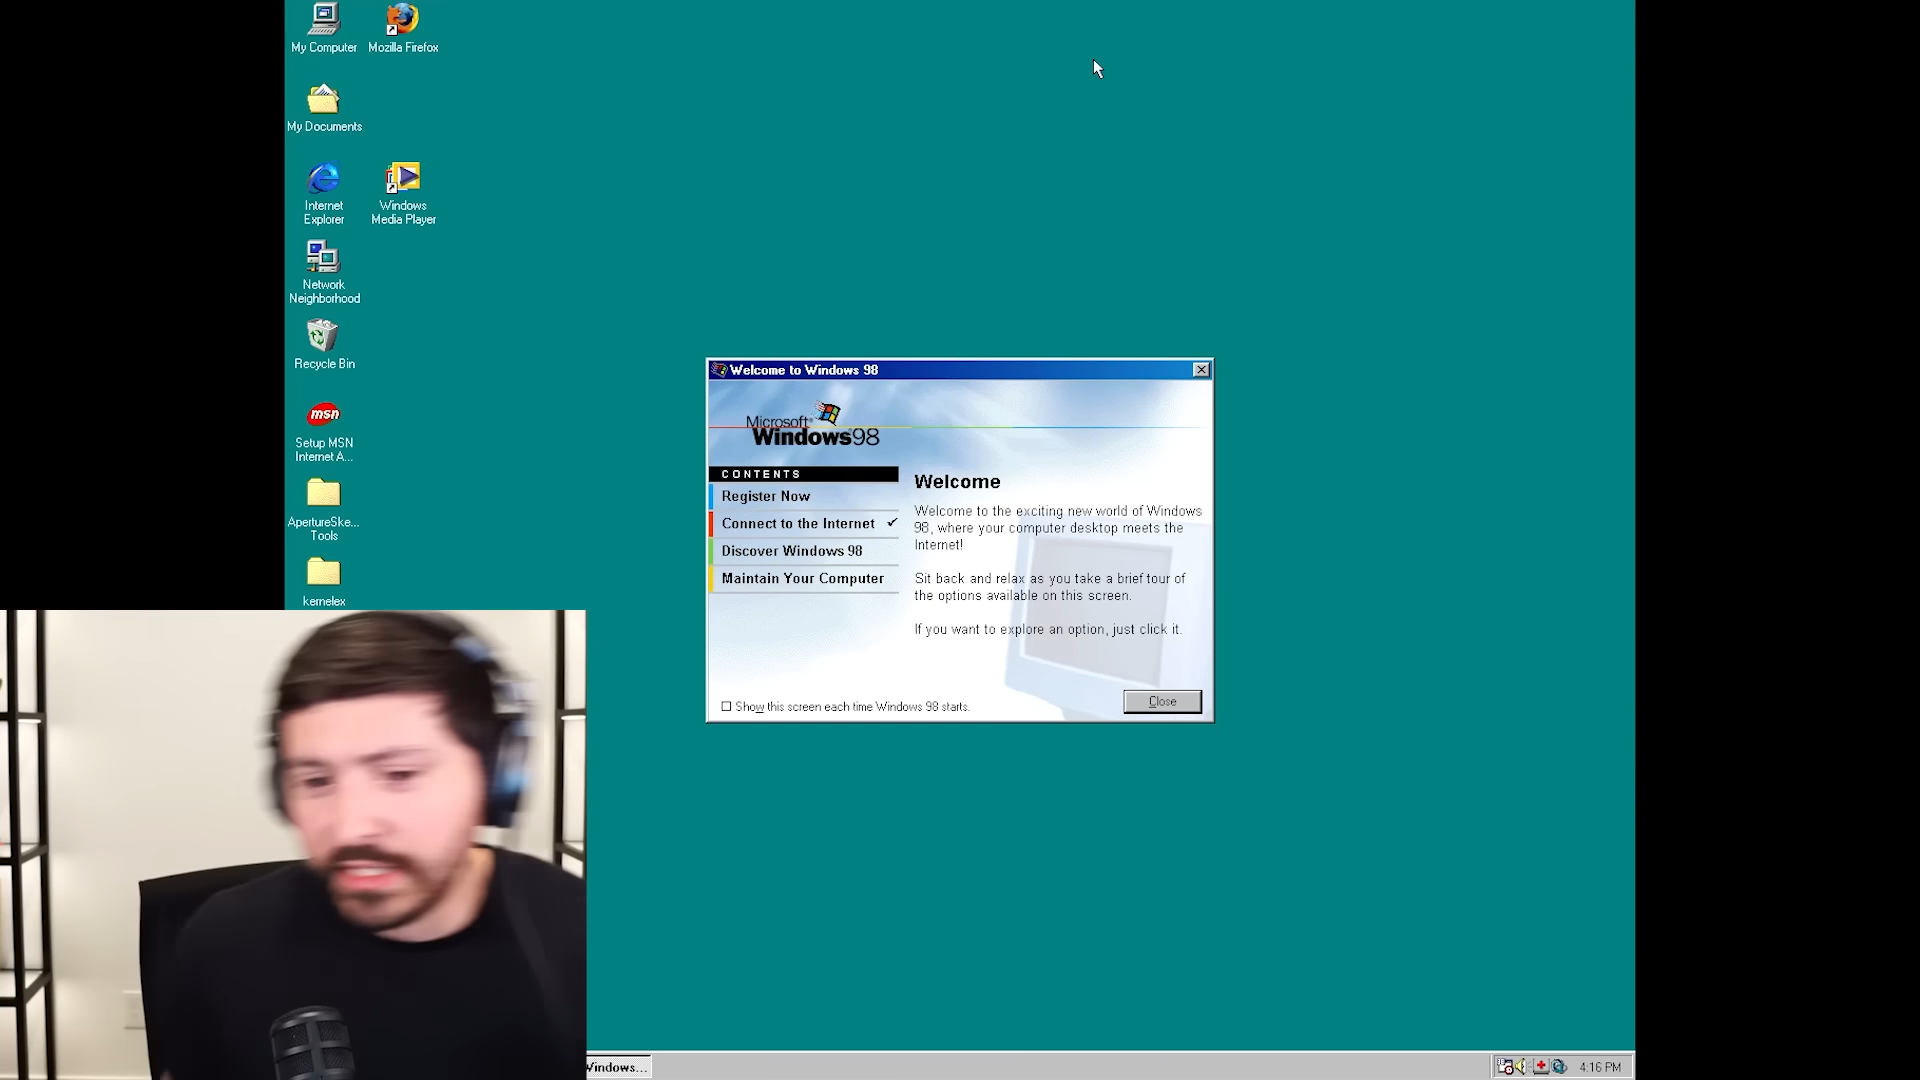 My Computer
Mozilla Firefox
My Documents
Internet
Explorer
Windows
Media Player
Network
Neighborhood
Recycle Bin
msn
Setup MSN
Internet A...
ApertureSke...
Tools
kernelex
Welcome to Windows 98
Microsoft
Windows98
CONTENTS
Register Now
Connect to the Internet
Discover Windows 98
Maintain Your Computer
Welcome
Welcome to the exciting new world of Windows
98, where your computer desktop meets the
Internet!
Sit back and relax as you take a brief tour of
the options available on this screen.
If you want to explore an option, just click it.
Show this screen each time Windows 98 starts.
Close
Windows...
4:16 PM